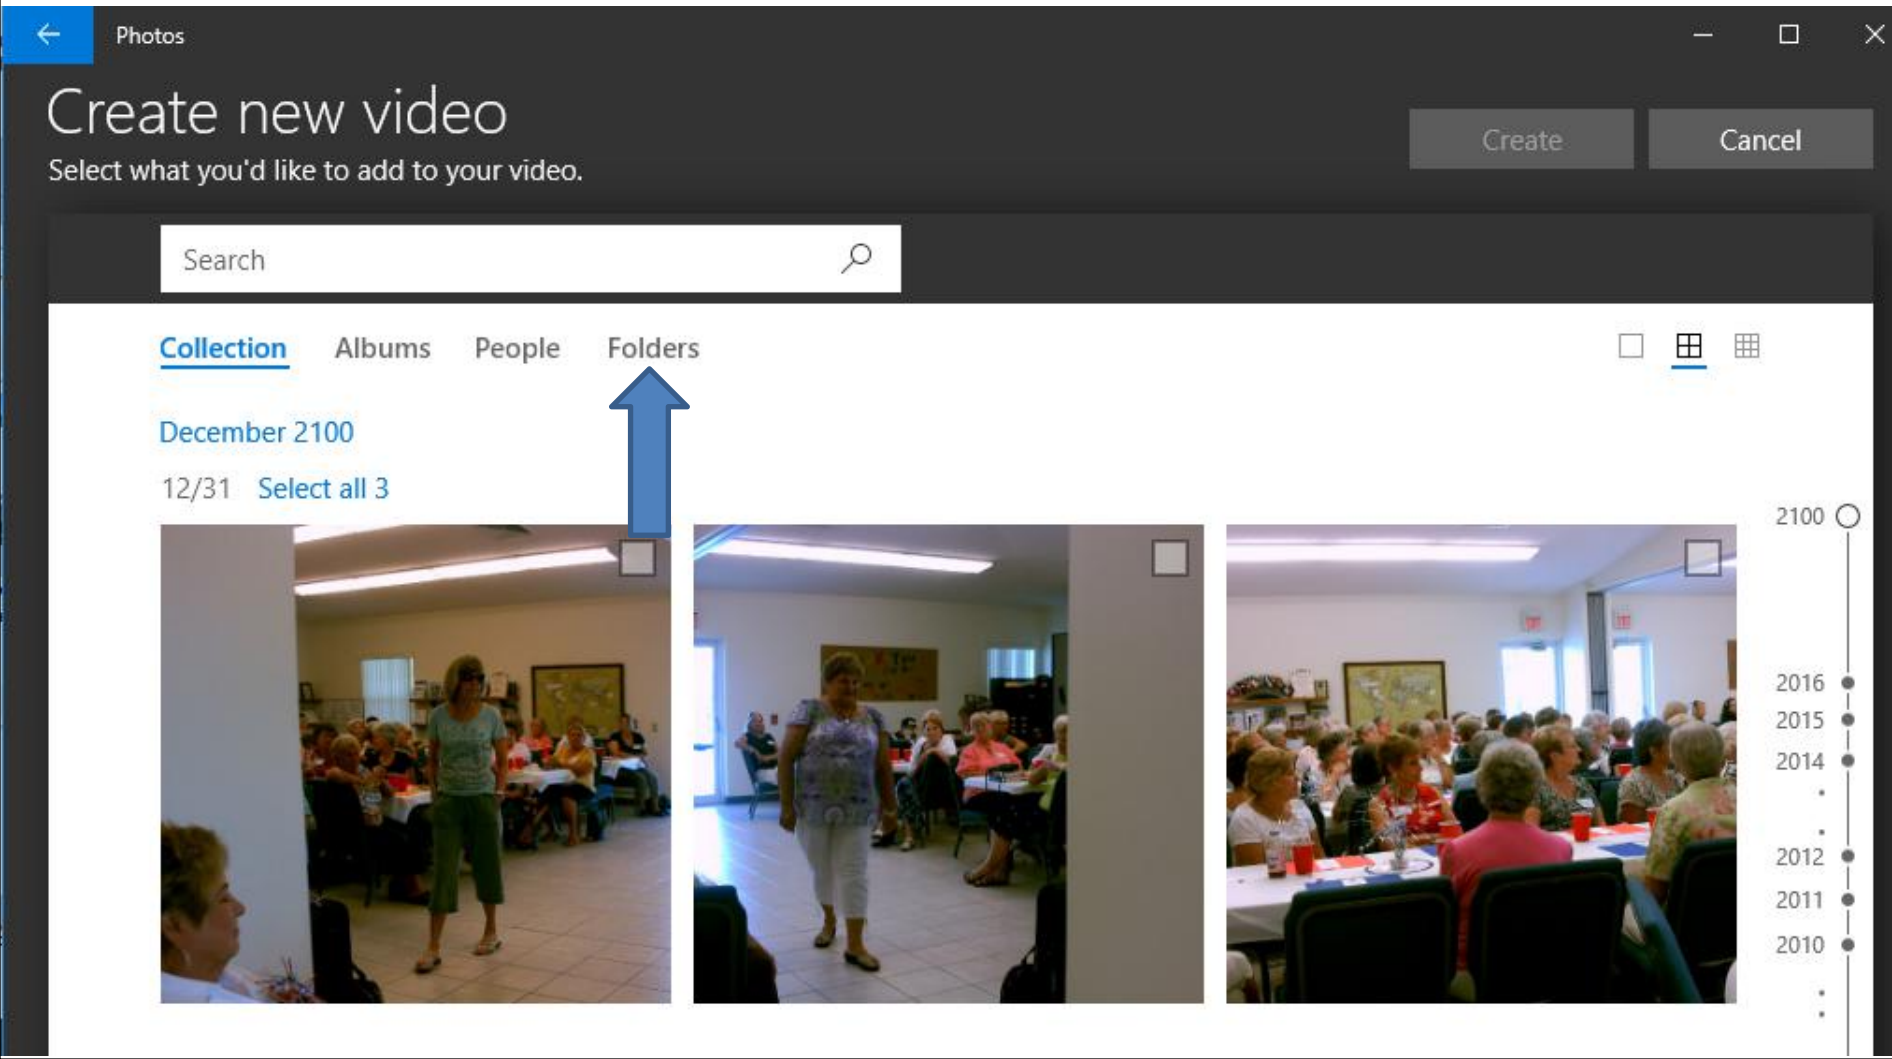 Photos
Create new video
Select what you'd like to add to your video.
Create
Cancel
Search
Collection
Albums
People
Folders
December 2100
12/31 Select all 3
2100
2016
2015
2014
2012
2011
2010